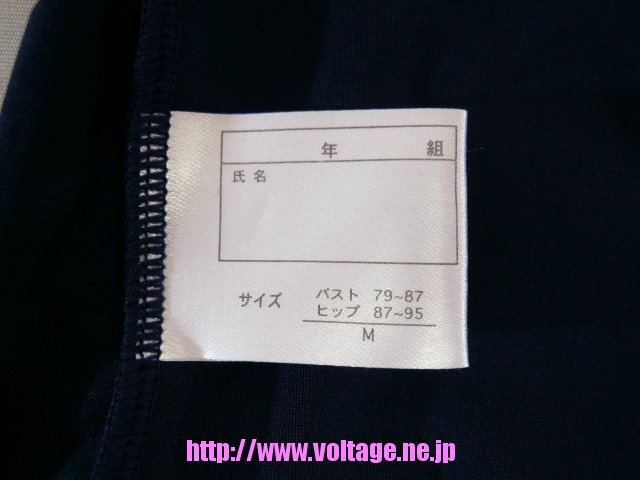 年 組
氏名
サイズ バスト 79~87
ヒップ 87~95
M
http://www.voltage.ne.jp